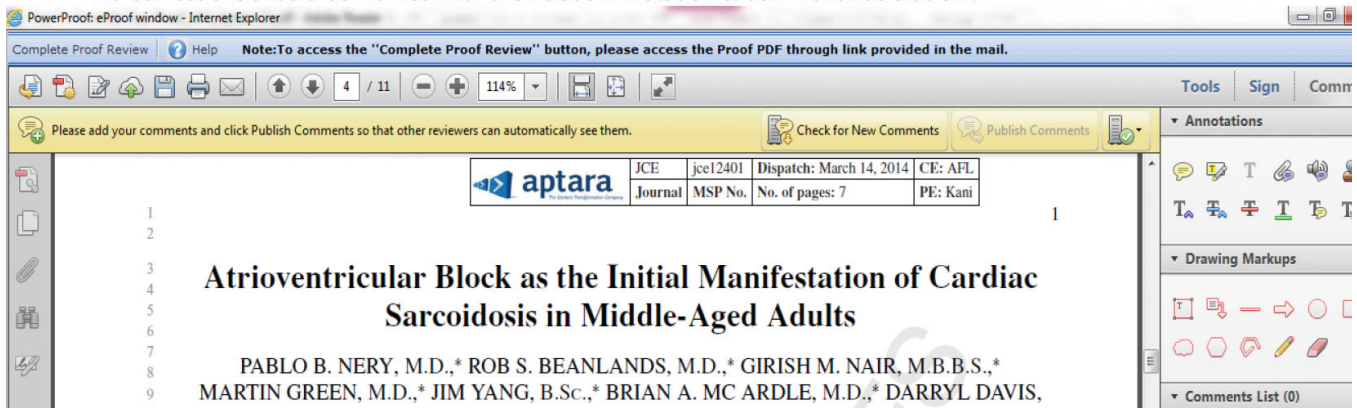 PowerProof: eProof window - Internet Explorer
Complete Proof Review Help Note:To access the "Complete Proof Review" button, please access the Proof PDF through link provided in the mail.
4 / 11 114% Tools Sign Comm
Please add your comments and click Publish Comments so that other reviewers can automatically see them. Check for New Comments Publish Comments
Annotations
aptara
The Content Transformation Company
JCE jce12401 Dispatch: March 14, 2014 CE: AFL
Journal MSP No. No. of pages: 7 PE: Kani
1 1
2
3 Atrioventricular Block as the Initial Manifestation of Cardiac
4
5 Sarcoidosis in Middle-Aged Adults
6
7
8 PABLO B. NERY, M.D.,* ROB S. BEANLANDS, M.D.,* GIRISH M. NAIR, M.B.B.S.,*
9 MARTIN GREEN, M.D.,* JIM YANG, B.Sc.,* BRIAN A. MC ARDLE, M.D.,* DARRYL DAVIS,
Drawing Markups
Comments List (0)